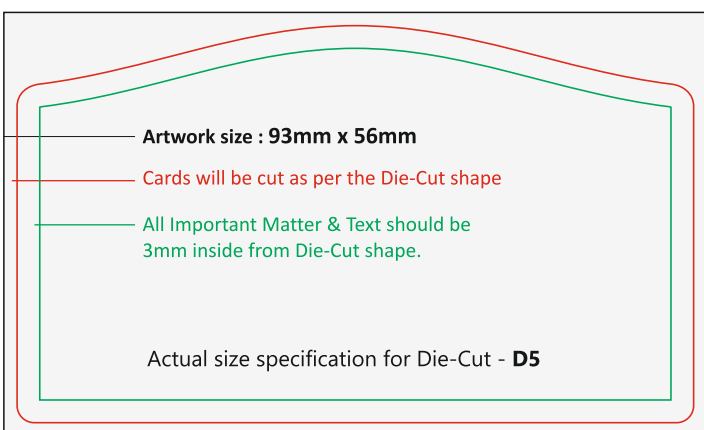 Artwork size : 93mm x 56mm
Cards will be cut as per the Die-Cut shape
All Important Matter & Text should be
3mm inside from Die-Cut shape.
Actual size specification for Die-Cut - D5